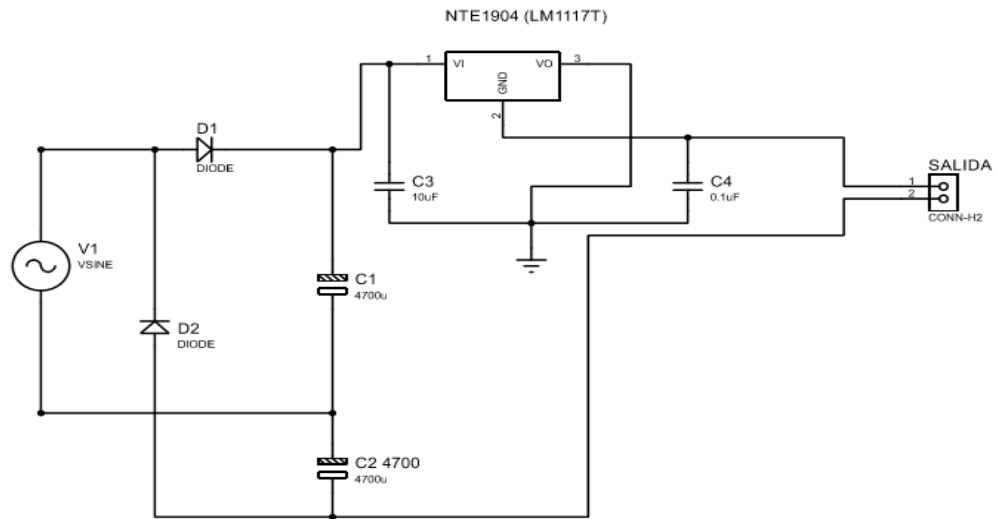 NTE1904 (LM1117T)
1
VI
VO
3
GND
2
D1
DIODE
C3
10uF
C4
0.1uF
SALIDA
1
2
CONN-H2
V1
VSINE
C1
4700u
D2
DIODE
C2 4700
4700u